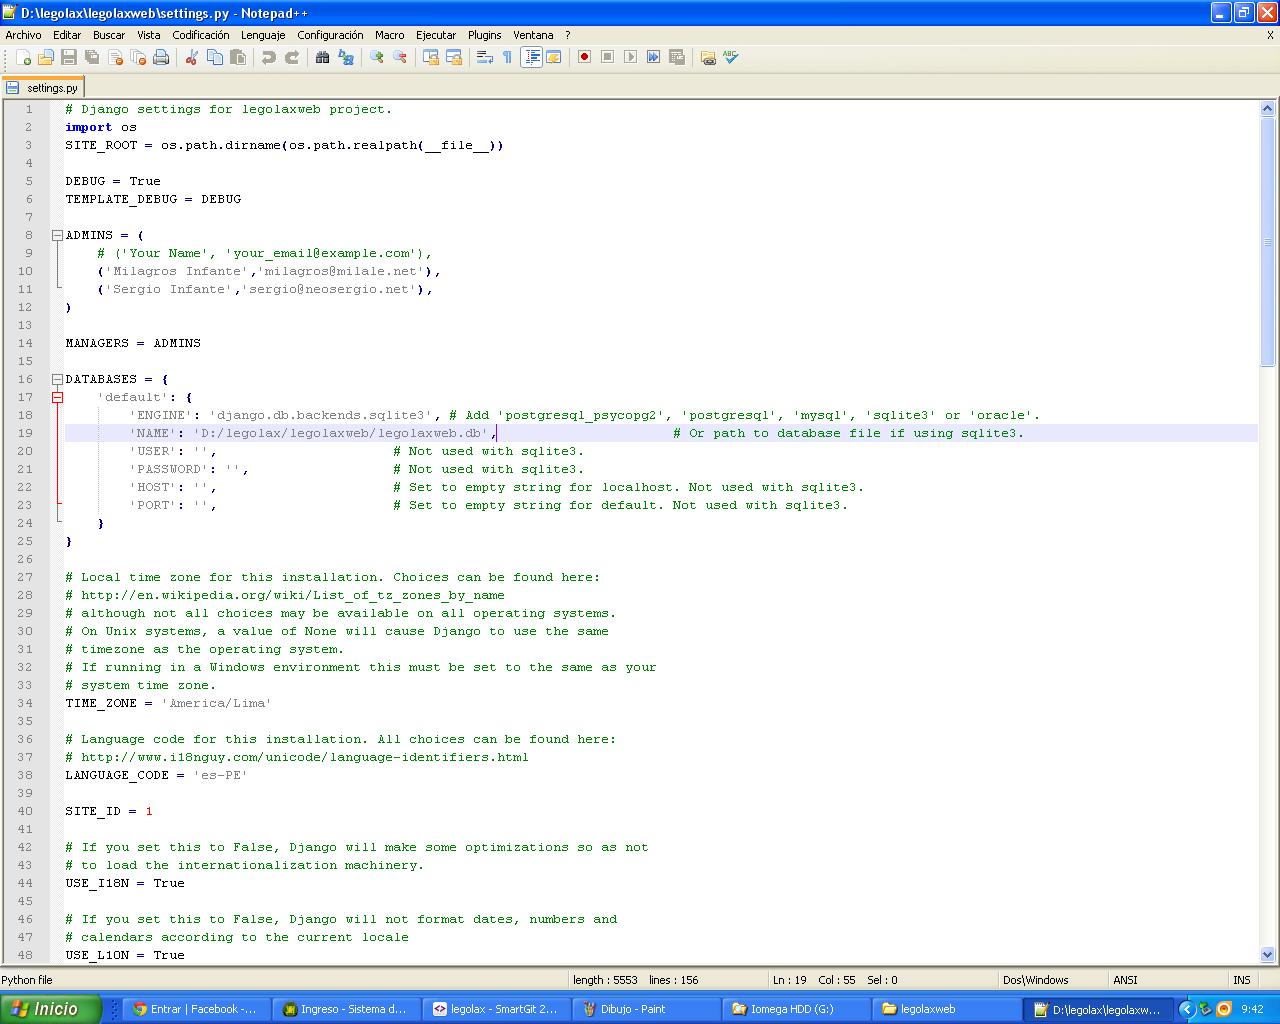 D:\legolax\legolaxweb\settings.py - Notepad++
Archivo Editar Buscar Vista Codificación Lenguaje Configuración Macro Ejecutar Plugins Ventana ? X
settings.py
1 # Django settings for legolaxweb project.
2 import os
3 SITE_ROOT = os.path.dirname(os.path.realpath(__file__))
4
5 DEBUG = True
6 TEMPLATE_DEBUG = DEBUG
7
8 ADMINS = (
9 # ('Your Name', 'your_email@example.com'),
10 ('Milagros Infante','milagros@milale.net'),
11 ('Sergio Infante','sergio@neosergio.net'),
12 )
13
14 MANAGERS = ADMINS
15
16 DATABASES = {
17 'default': {
18 'ENGINE': 'django.db.backends.sqlite3', # Add 'postgresql_psycopg2', 'postgresql', 'mysql', 'sqlite3' or 'oracle'.
19 'NAME': 'D:/legolax/legolaxweb/legolaxweb.db', # Or path to database file if using sqlite3.
20 'USER': '', # Not used with sqlite3.
21 'PASSWORD': '', # Not used with sqlite3.
22 'HOST': '', # Set to empty string for localhost. Not used with sqlite3.
23 'PORT': '', # Set to empty string for default. Not used with sqlite3.
24 }
25 }
26
27 # Local time zone for this installation. Choices can be found here:
28 # http://en.wikipedia.org/wiki/List_of_tz_zones_by_name
29 # although not all choices may be available on all operating systems.
30 # On Unix systems, a value of None will cause Django to use the same
31 # timezone as the operating system.
32 # If running in a Windows environment this must be set to the same as your
33 # system time zone.
34 TIME_ZONE = 'America/Lima'
35
36 # Language code for this installation. All choices can be found here:
37 # http://www.i18nguy.com/unicode/language-identifiers.html
38 LANGUAGE_CODE = 'es-PE'
39
40 SITE_ID = 1
41
42 # If you set this to False, Django will make some optimizations so as not
43 # to load the internationalization machinery.
44 USE_I18N = True
45
46 # If you set this to False, Django will not format dates, numbers and
47 # calendars according to the current locale
48 USE_L10N = True
Python file length : 5553 lines : 156 Ln : 19 Col : 55 Sel : 0 Dos\Windows ANSI INS
Inicio Entrar | Facebook -... Ingreso - Sistema d... legolax - SmartGit 2... Dibujo - Paint Iomega HDD (G:) legolaxweb D:\legolax\legolaxw... 9:42